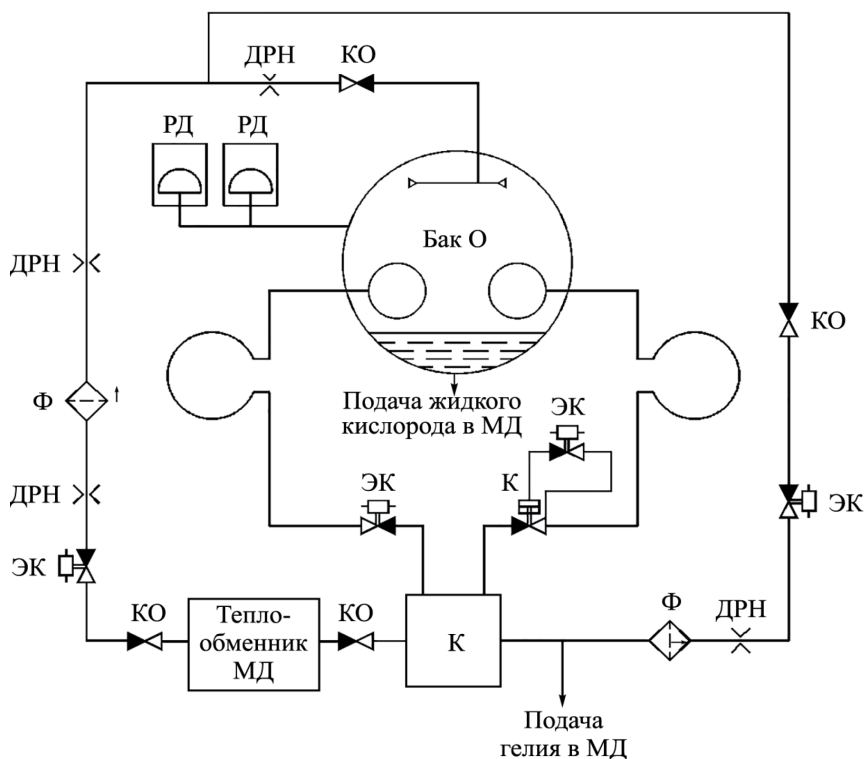 ДРН
КО
РД
РД
Бак О
ДРН
КО
Ф
Подача жидкого
кислорода в МД
ЭК
ДРН
ЭК
К
ЭК
ЭК
КО
Тепло-
обменник
МД
КО
К
Ф
ДРН
Подача
гелия в МД